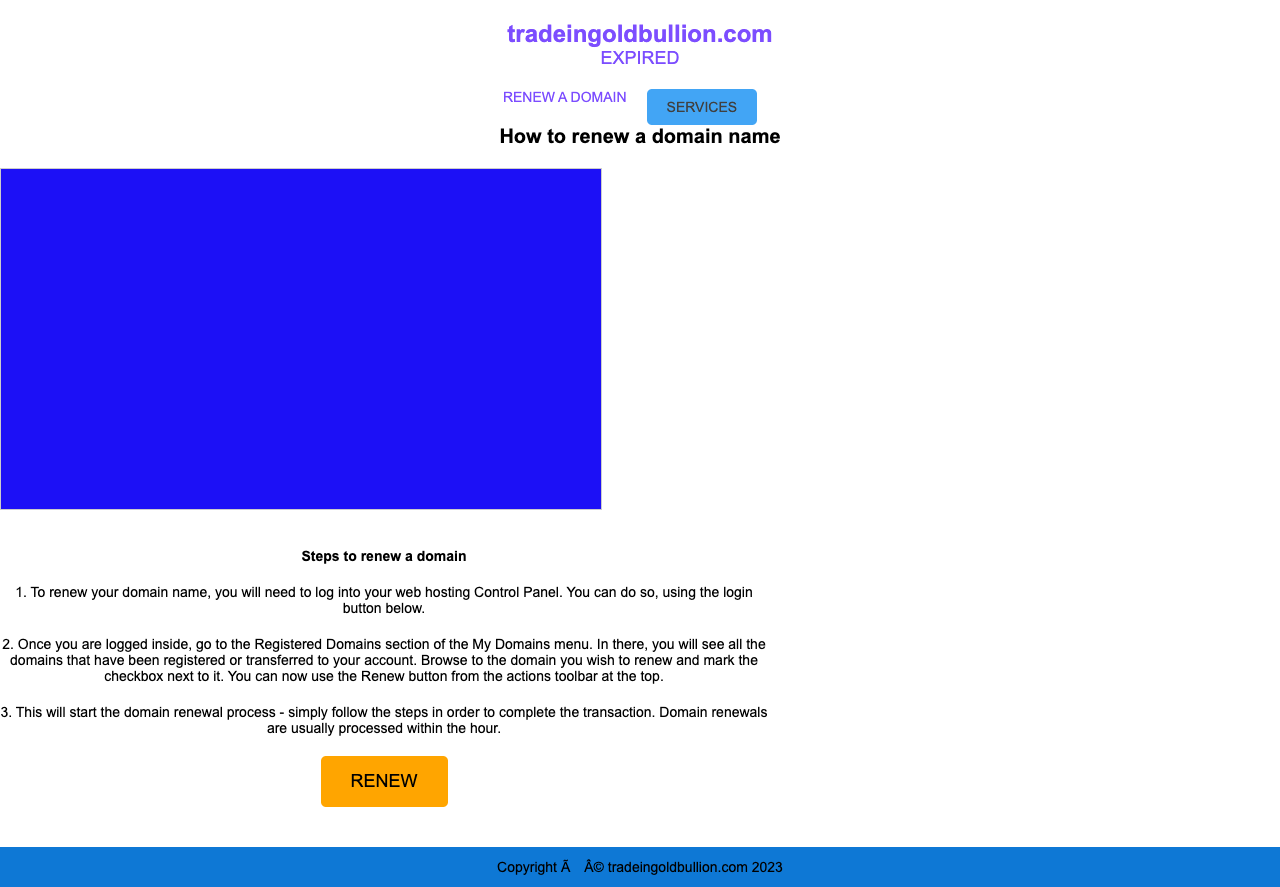 tradeingoldbullion.com
EXPIRED
RENEW A DOMAIN
SERVICES
How to renew a domain name
Steps to renew a domain
1. To renew your domain name, you will need to log into your web hosting Control Panel. You can do so, using the login
button below.
2. Once you are logged inside, go to the Registered Domains section of the My Domains menu. In there, you will see all the
domains that have been registered or transferred to your account. Browse to the domain you wish to renew and mark the
checkbox next to it. You can now use the Renew button from the actions toolbar at the top.
3. This will start the domain renewal process - simply follow the steps in order to complete the transaction. Domain renewals
are usually processed within the hour.
RENEW
Copyright Ã Â© tradeingoldbullion.com 2023